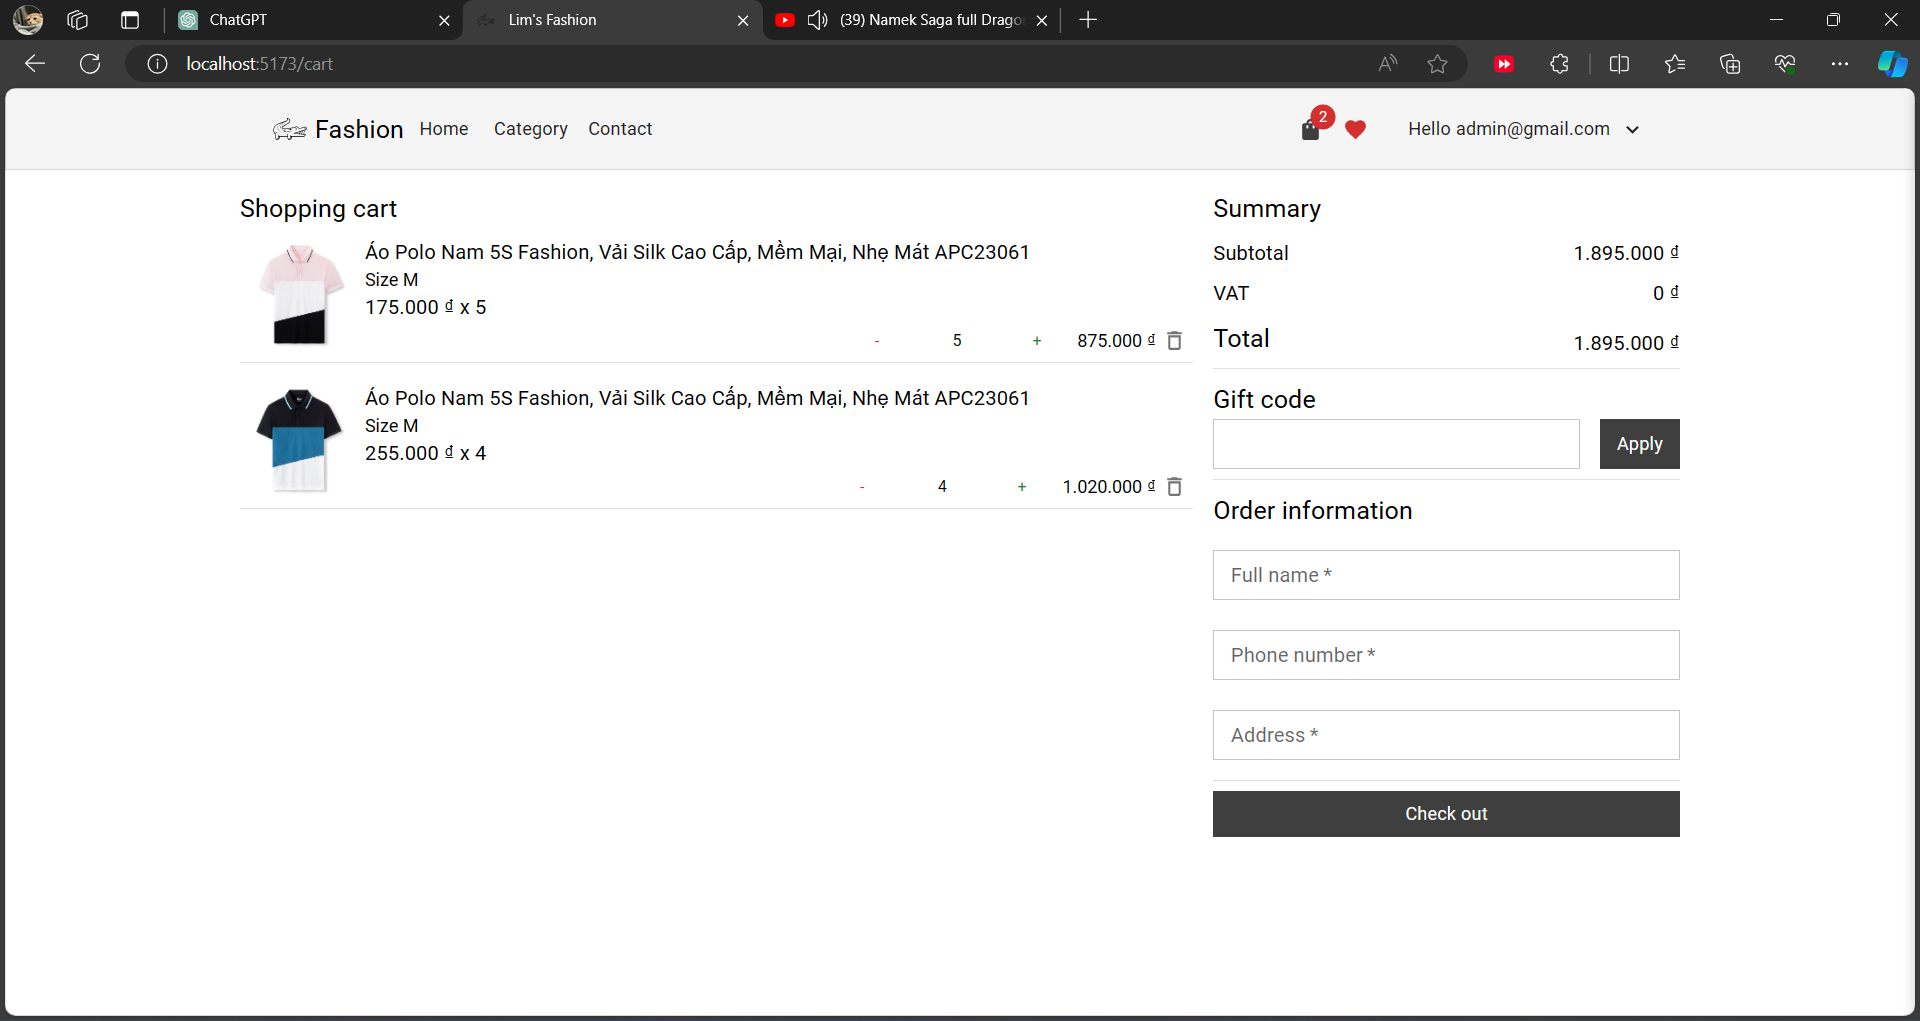 ChatGPT
Lim's Fashion
(39) Namek Saga full Drago
localhost:5173/cart
Fashion
Home
Category
Contact
2
Hello admin@gmail.com
Shopping cart
Áo Polo Nam 5S Fashion, Vải Silk Cao Cấp, Mềm Mại, Nhẹ Mát APC23061
Size M
175.000 ₫ x 5
- 5 + 875.000 ₫
Áo Polo Nam 5S Fashion, Vải Silk Cao Cấp, Mềm Mại, Nhẹ Mát APC23061
Size M
255.000 ₫ x 4
- 4 + 1.020.000 ₫
Summary
Subtotal 1.895.000 ₫
VAT 0 ₫
Total 1.895.000 ₫
Gift code
Apply
Order information
Full name *
Phone number *
Address *
Check out